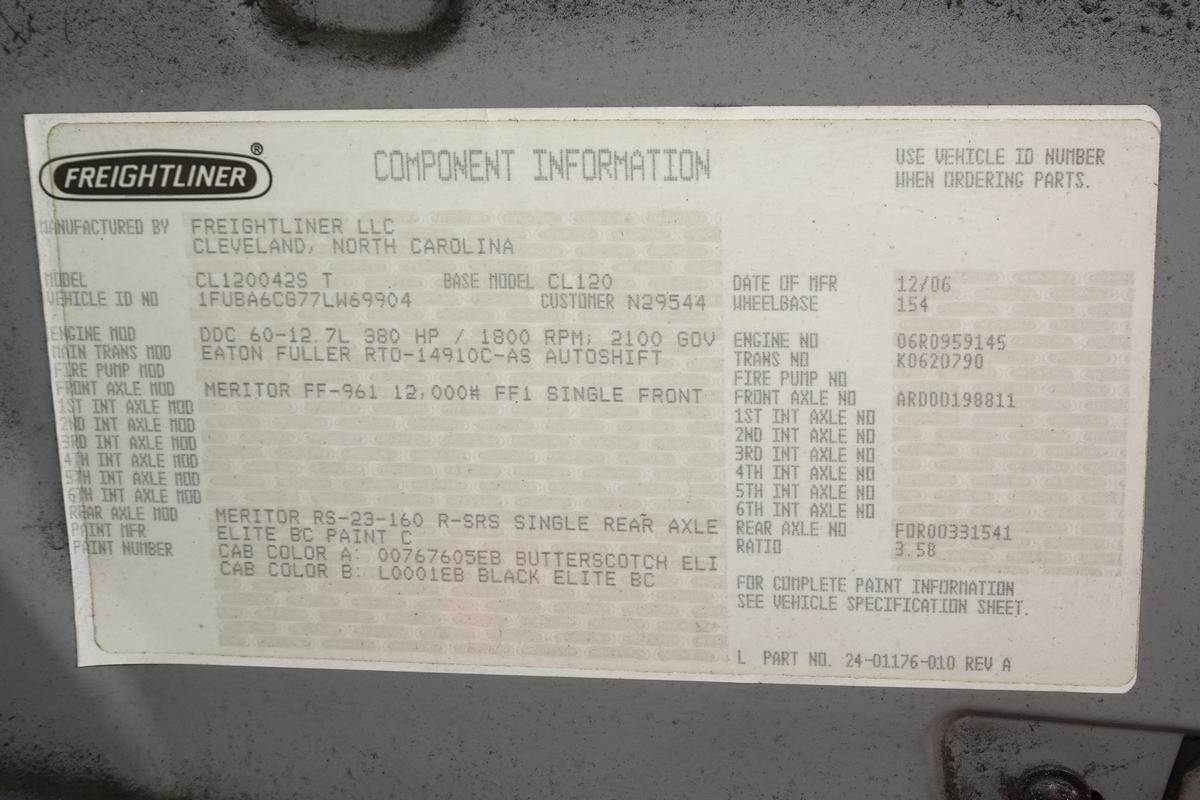 FREIGHTLINER®
COMPONENT INFORMATION
USE VEHICLE ID NUMBER
WHEN ORDERING PARTS.
MANUFACTURED BY FREIGHTLINER LLC
CLEVELAND, NORTH CAROLINA
MODEL CL120042S T BASE MODEL CL120
VEHICLE ID NO 1FUBA6CG77LW69904 CUSTOMER N29544
DATE OF MFR 12/06
WHEELBASE 154
ENGINE MOD DDC 60-12.7L 380 HP / 1800 RPM; 2100 GOV
MAIN TRANS MOD EATON FULLER RTO-14910C-AS AUTOSHIFT
FIRE PUMP MOD
FRONT AXLE MOD MERITOR FF-961 12,000# FF1 SINGLE FRONT
1ST INT AXLE MOD
2ND INT AXLE MOD
3RD INT AXLE MOD
4TH INT AXLE MOD
5TH INT AXLE MOD
6TH INT AXLE MOD
REAR AXLE MOD MERITOR RS-23-160 R-SRS SINGLE REAR AXLE
PAINT MFR ELITE BC PAINT C
PAINT NUMBER CAB COLOR A: 00767605EB BUTTERSCOTCH ELI
CAB COLOR B: L0001EB BLACK ELITE BC
ENGINE NO 06R0959145
TRANS NO K0620790
FIRE PUMP NO
FRONT AXLE NO ARD00198811
1ST INT AXLE NO
2ND INT AXLE NO
3RD INT AXLE NO
4TH INT AXLE NO
5TH INT AXLE NO
6TH INT AXLE NO
REAR AXLE NO FOR00331541
RATIO 3.58
FOR COMPLETE PAINT INFORMATION
SEE VEHICLE SPECIFICATION SHEET.
L PART NO. 24-01176-010 REV A